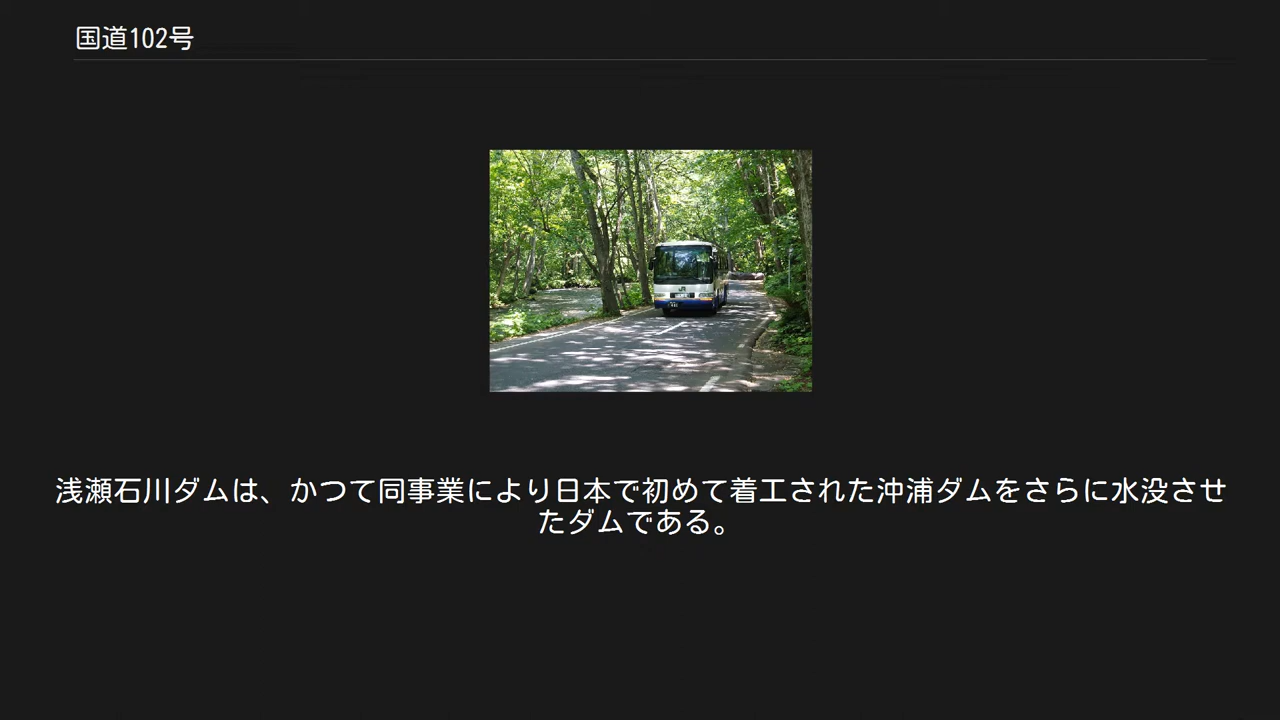 国道102号
浅瀬石川ダムは、かつて同事業により日本で初めて着工された沖浦ダムをさらに水没させ
たダムである。